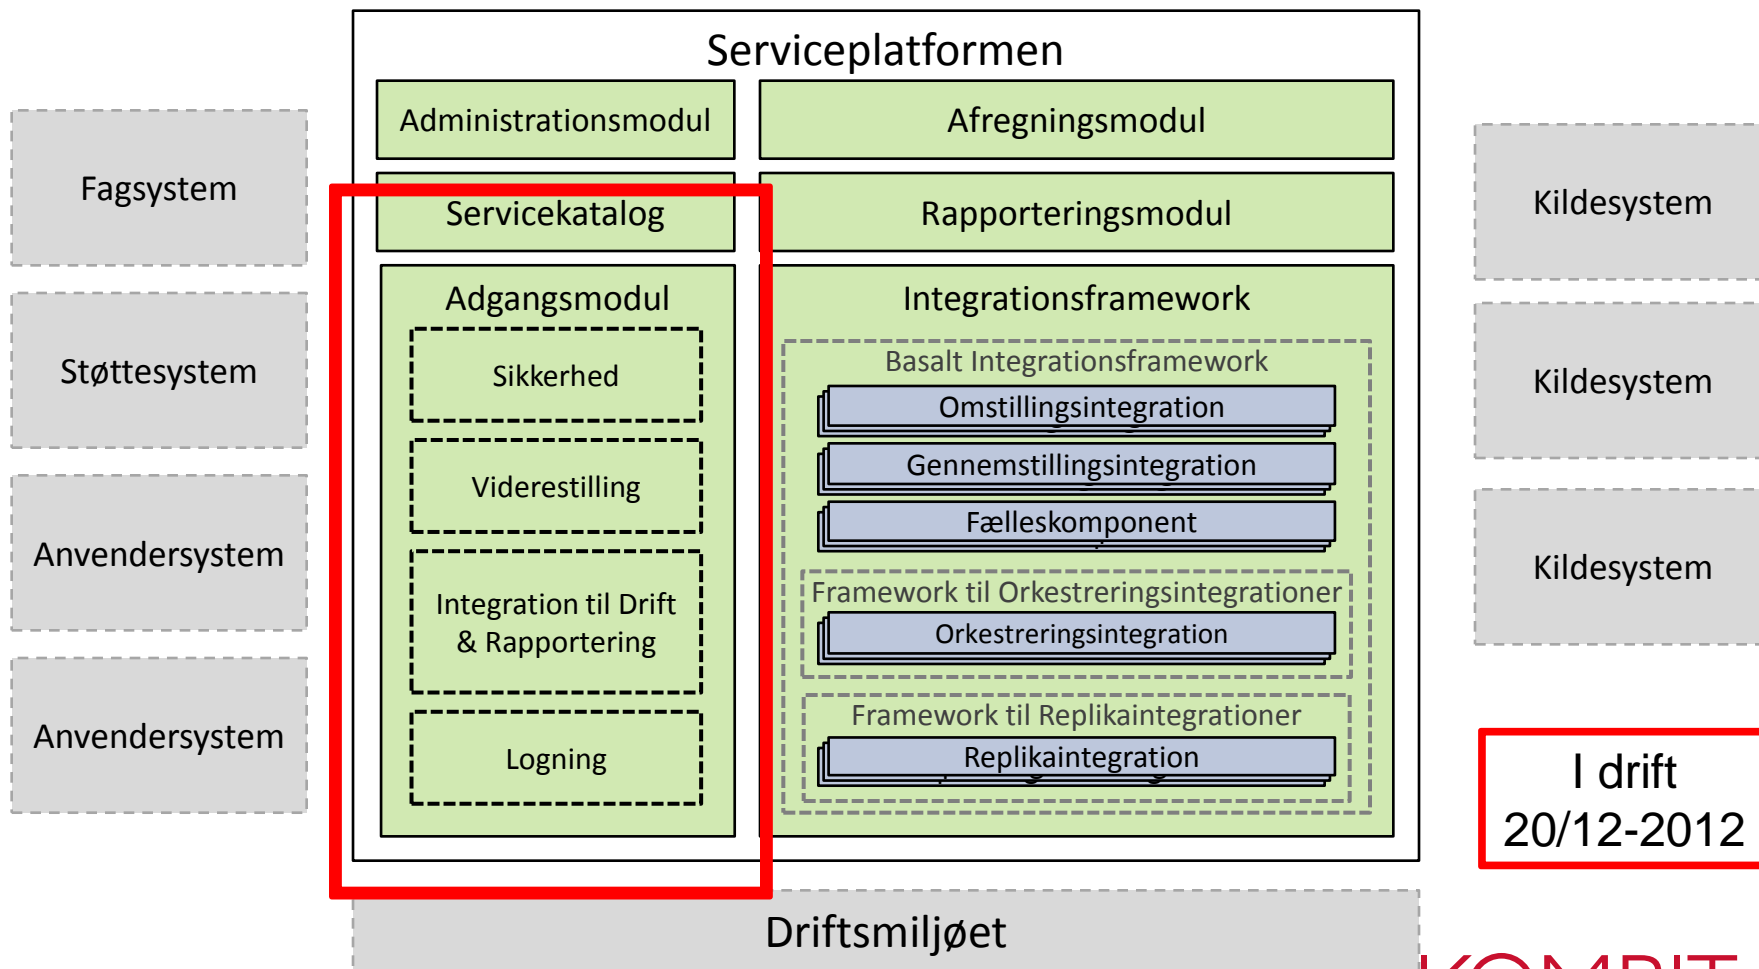 Serviceplatformen
Administrationsmodul
Afregningsmodul
Servicekatalog
Rapporteringsmodul
Adgangsmodul
Sikkerhed
Viderestilling
Integration til Drift
& Rapportering
Logning
Integrationsframework
Basalt Integrationsframework
Omstillingsintegration
Gennemstillingsintegration
Fælleskomponent
Framework til Orkestreringsintegrationer
Orkestreringsintegration
Framework til Replikaintegrationer
Replikaintegration
Fagsystem
Støttesystem
Anvendersystem
Anvendersystem
Kildesystem
Kildesystem
Kildesystem
I drift
20/12-2012
Driftsmiljøet
KOMBIT